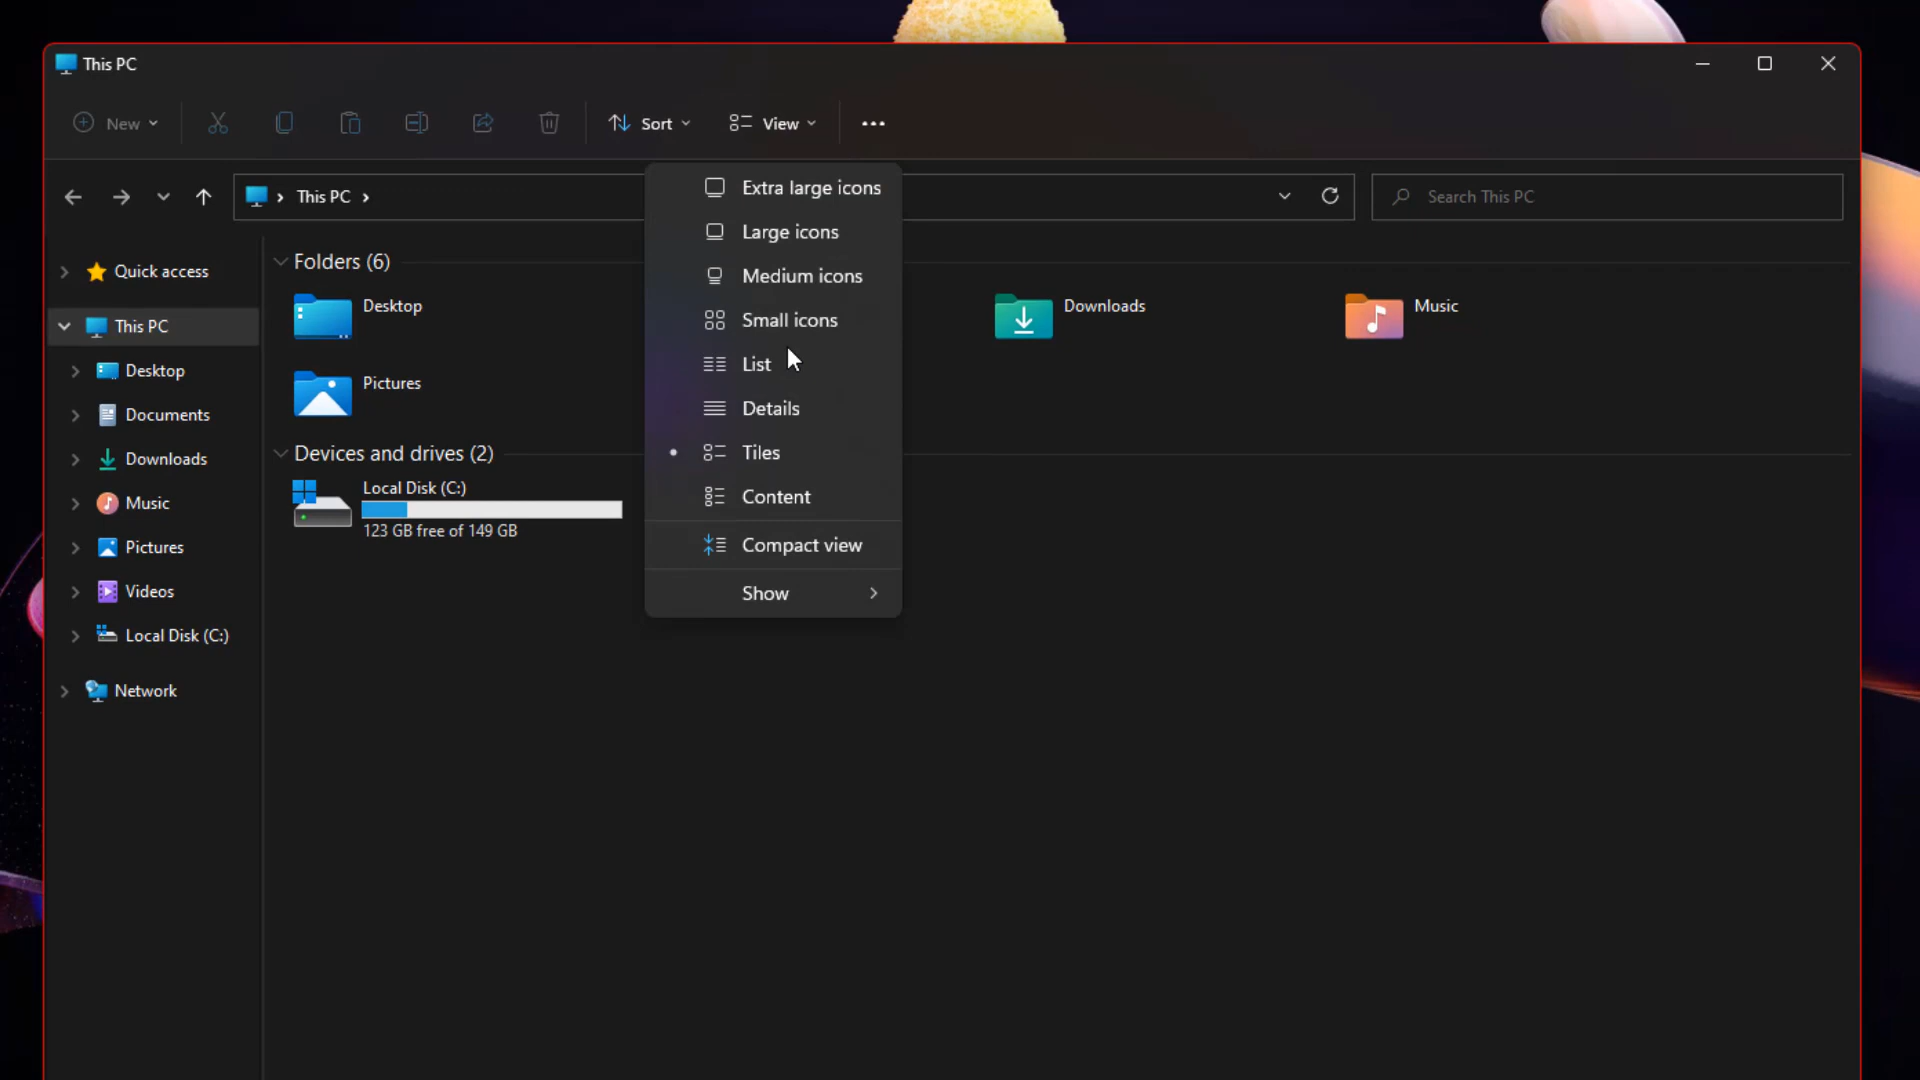 This PC
New
Sort
View
This PC
Search This PC
Quick access
This PC
Desktop
Documents
Downloads
Music
Pictures
Videos
Local Disk (C:)
Network
Folders (6)
Desktop
Downloads
Music
Pictures
Devices and drives (2)
Local Disk (C:)
123 GB free of 149 GB
Extra large icons
Large icons
Medium icons
Small icons
List
Details
Tiles
Content
Compact view
Show